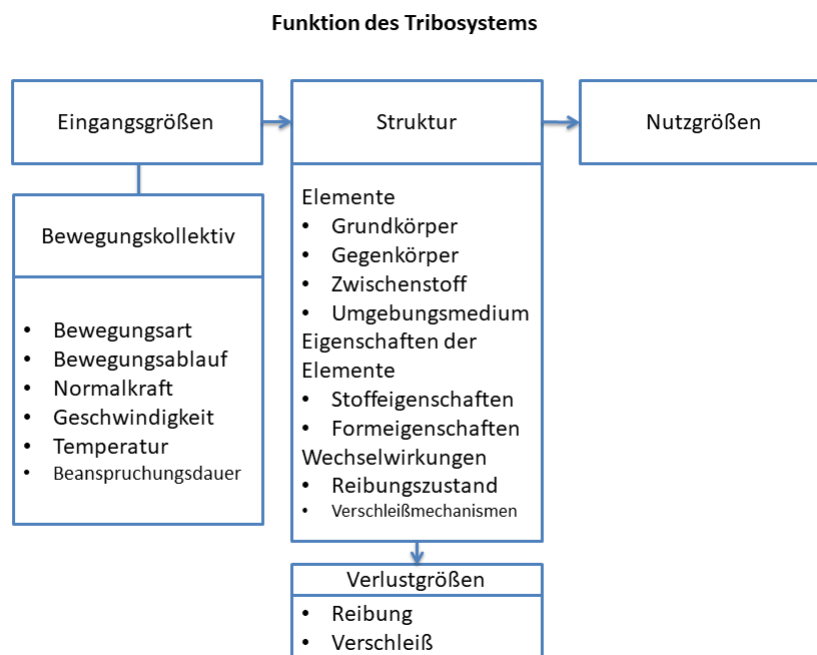 Funktion des Tribosystems
Eingangsgrößen
Struktur
Nutzgrößen
Bewegungskollektiv
• Bewegungsart
• Bewegungsablauf
• Normalkraft
• Geschwindigkeit
• Temperatur
• Beanspruchungsdauer
Elemente
• Grundkörper
• Gegenkörper
• Zwischenstoff
• Umgebungsmedium
Eigenschaften der
Elemente
• Stoffeigenschaften
• Formeigenschaften
Wechselwirkungen
• Reibungszustand
• Verschleißmechanismen
Verlustgrößen
• Reibung
• Verschleiß